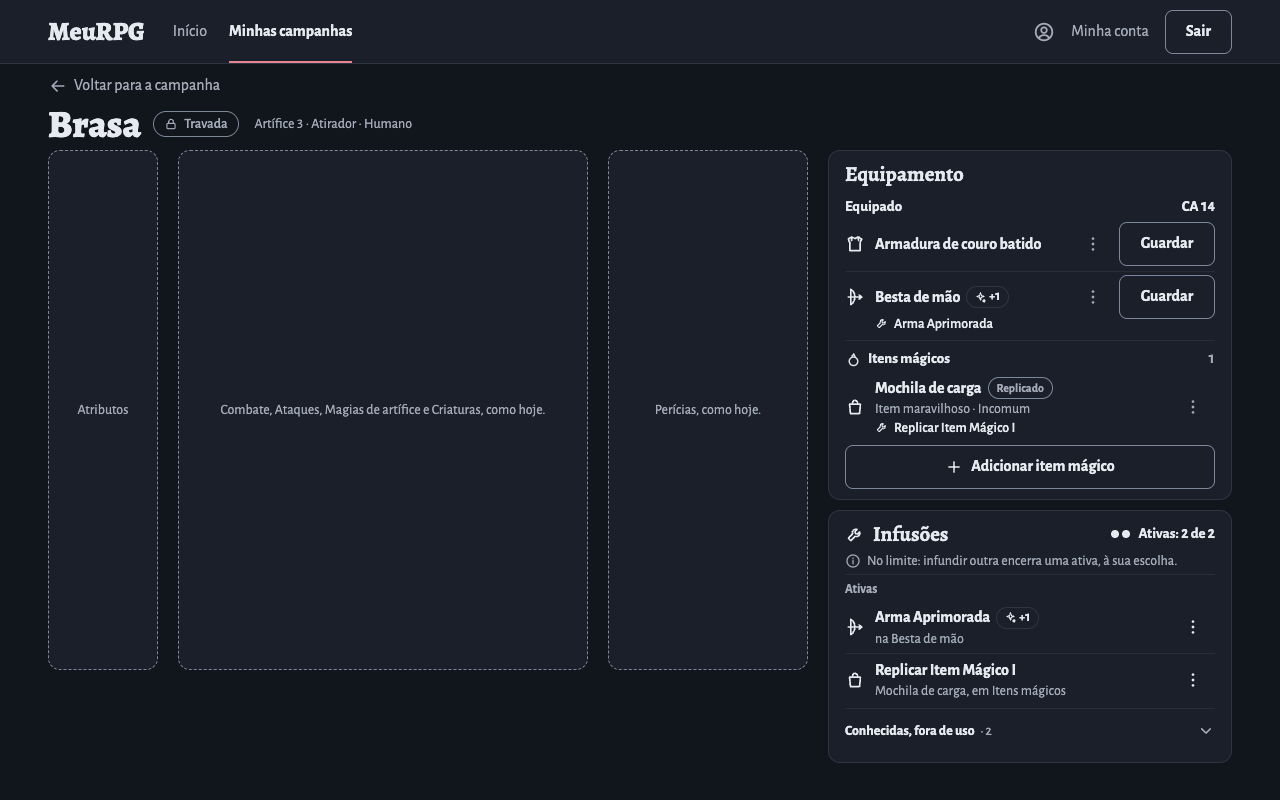 MeuRPG
Início
Minhas campanhas
Minha conta
Sair
Voltar para a campanha
Brasa
Travada
Artífice 3 · Atirador · Humano
Atributos
Combate, Ataques, Magias de artífice e Criaturas, como hoje.
Perícias, como hoje.
Equipamento
Equipado
CA 14
Armadura de couro batido
Guardar
Besta de mão
+1
Guardar
Arma Aprimorada
Itens mágicos
1
Mochila de carga
Replicado
Item maravilhoso · Incomum
Replicar Item Mágico I
Adicionar item mágico
Infusões
Ativas: 2 de 2
No limite: infundir outra encerra uma ativa, à sua escolha.
Ativas
Arma Aprimorada
+1
na Besta de mão
Replicar Item Mágico I
Mochila de carga, em Itens mágicos
Conhecidas, fora de uso · 2